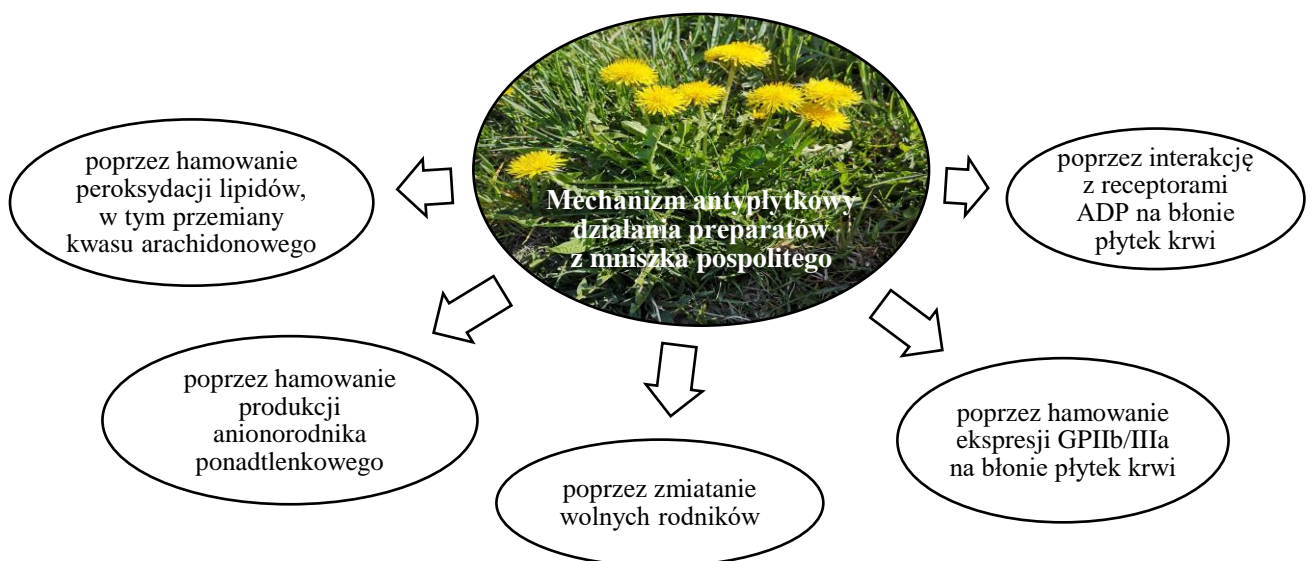 Mechanizm antypłytkowy
działania preparatów
z mniszka pospolitego
poprzez hamowanie
peroksydacji lipidów,
w tym przemiany
kwasu arachidonowego
poprzez interakcję
z receptorami
ADP na błonie
płytek krwi
poprzez hamowanie
produkcji
anionorodnika
ponadtlenkowego
poprzez zmiatanie
wolnych rodników
poprzez hamowanie
ekspresji GPIIb/IIIa
na błonie płytek krwi